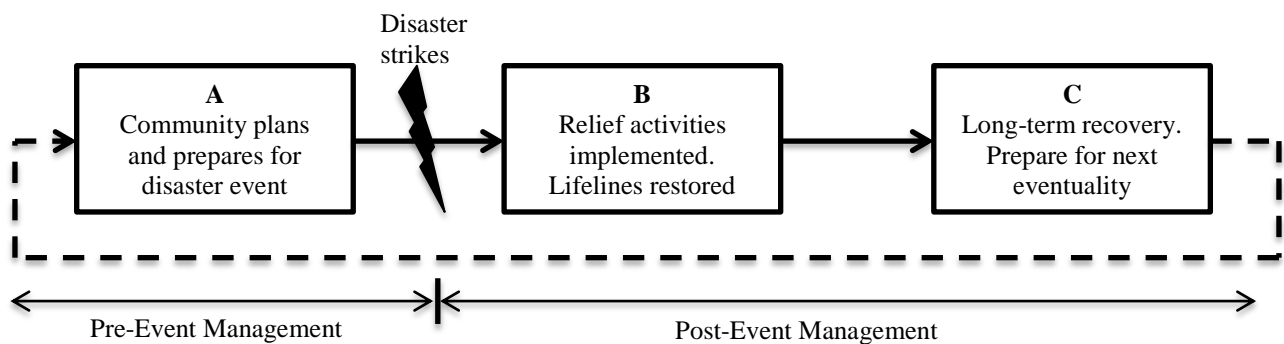 Disaster
strikes
A
Community plans
and prepares for
disaster event
B
Relief activities
implemented.
Lifelines restored
C
Long-term recovery.
Prepare for next
eventuality
Pre-Event Management
Post-Event Management